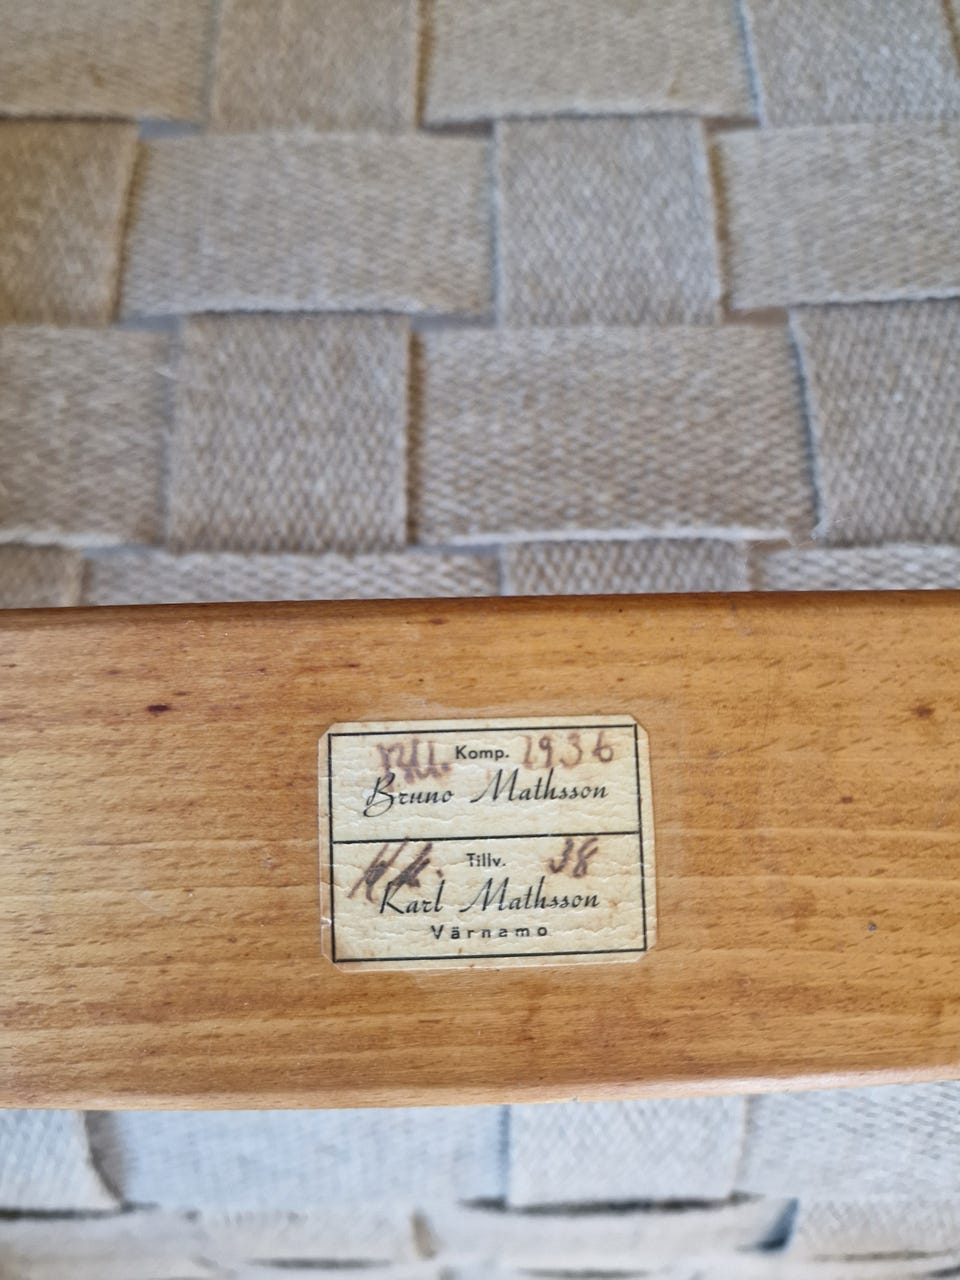 Komp. 1936
Bruno Mathsson
Tillv. 38
Karl Mathsson
Värnamo